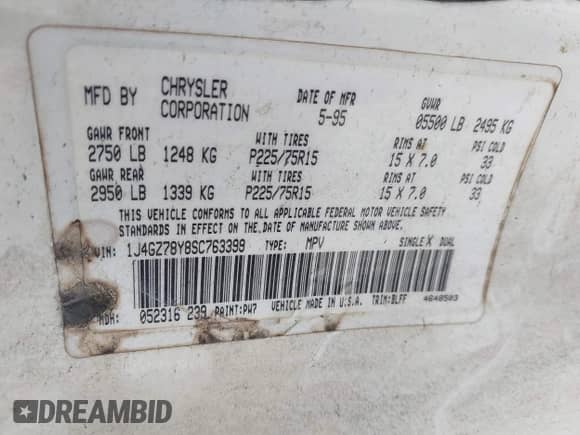 MFD BY CHRYSLER CORPORATION DATE OF MFR 5-95 GVWR 05500 LB 2495 KG
GAWR FRONT WITH TIRES RIMS AT PSI COLD
2750 LB 1248 KG P225/75R15 15 X 7.0 33
GAWR REAR WITH TIRES RIMS AT PSI COLD
2950 LB 1339 KG P225/75R15 15 X 7.0 33
THIS VEHICLE CONFORMS TO ALL APPLICABLE FEDERAL MOTOR VEHICLE SAFETY
STANDARDS IN EFFECT ON THE DATE OF MANUFACTURE SHOWN ABOVE.
VIN: 1J4GZ78Y8SC763399 TYPE: MPV SINGLE X DUAL
MDH: 052316 239 PAINT:PW7 VEHICLE MADE IN U.S.A. TRIM:BLFF 4648503
DREAMBID